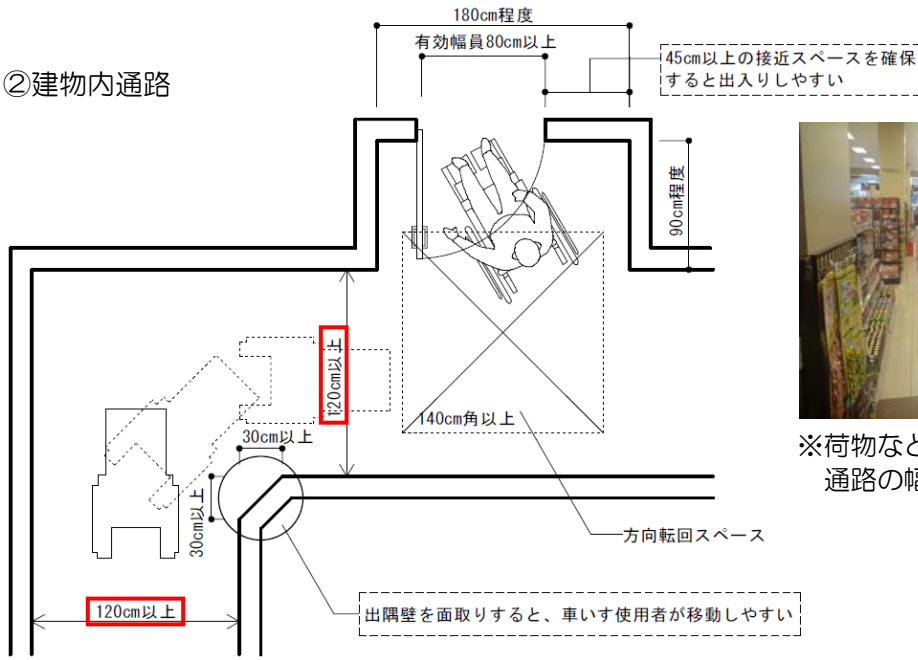 180cm程度
有効幅員80cm以上
45cm以上の接近スペースを確保
すると出入りしやすい
②建物内通路
90cm程度
120cm以上
140cm角以上
30cm以上
30cm以上
※荷物など
通路の幅
方向転回スペース
120cm以上
出隅壁を面取りすると、車いす使用者が移動しやすい